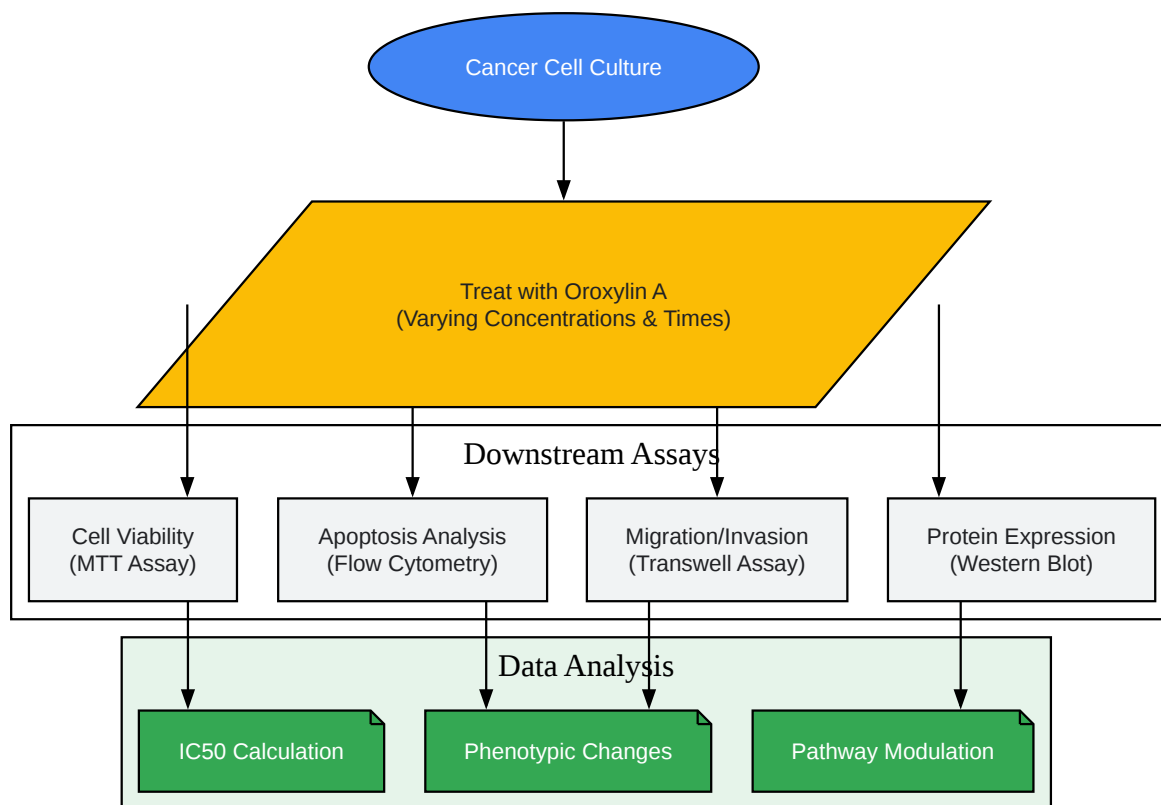 Cancer Cell Culture
Treat with Oroxylin A
(Varying Concentrations & Times)
Downstream Assays
Cell Viability
(MTT Assay)
Apoptosis Analysis
(Flow Cytometry)
Migration/Invasion
(Transwell Assay)
Protein Expression
(Western Blot)
Data Analysis
IC50 Calculation
Phenotypic Changes
Pathway Modulation